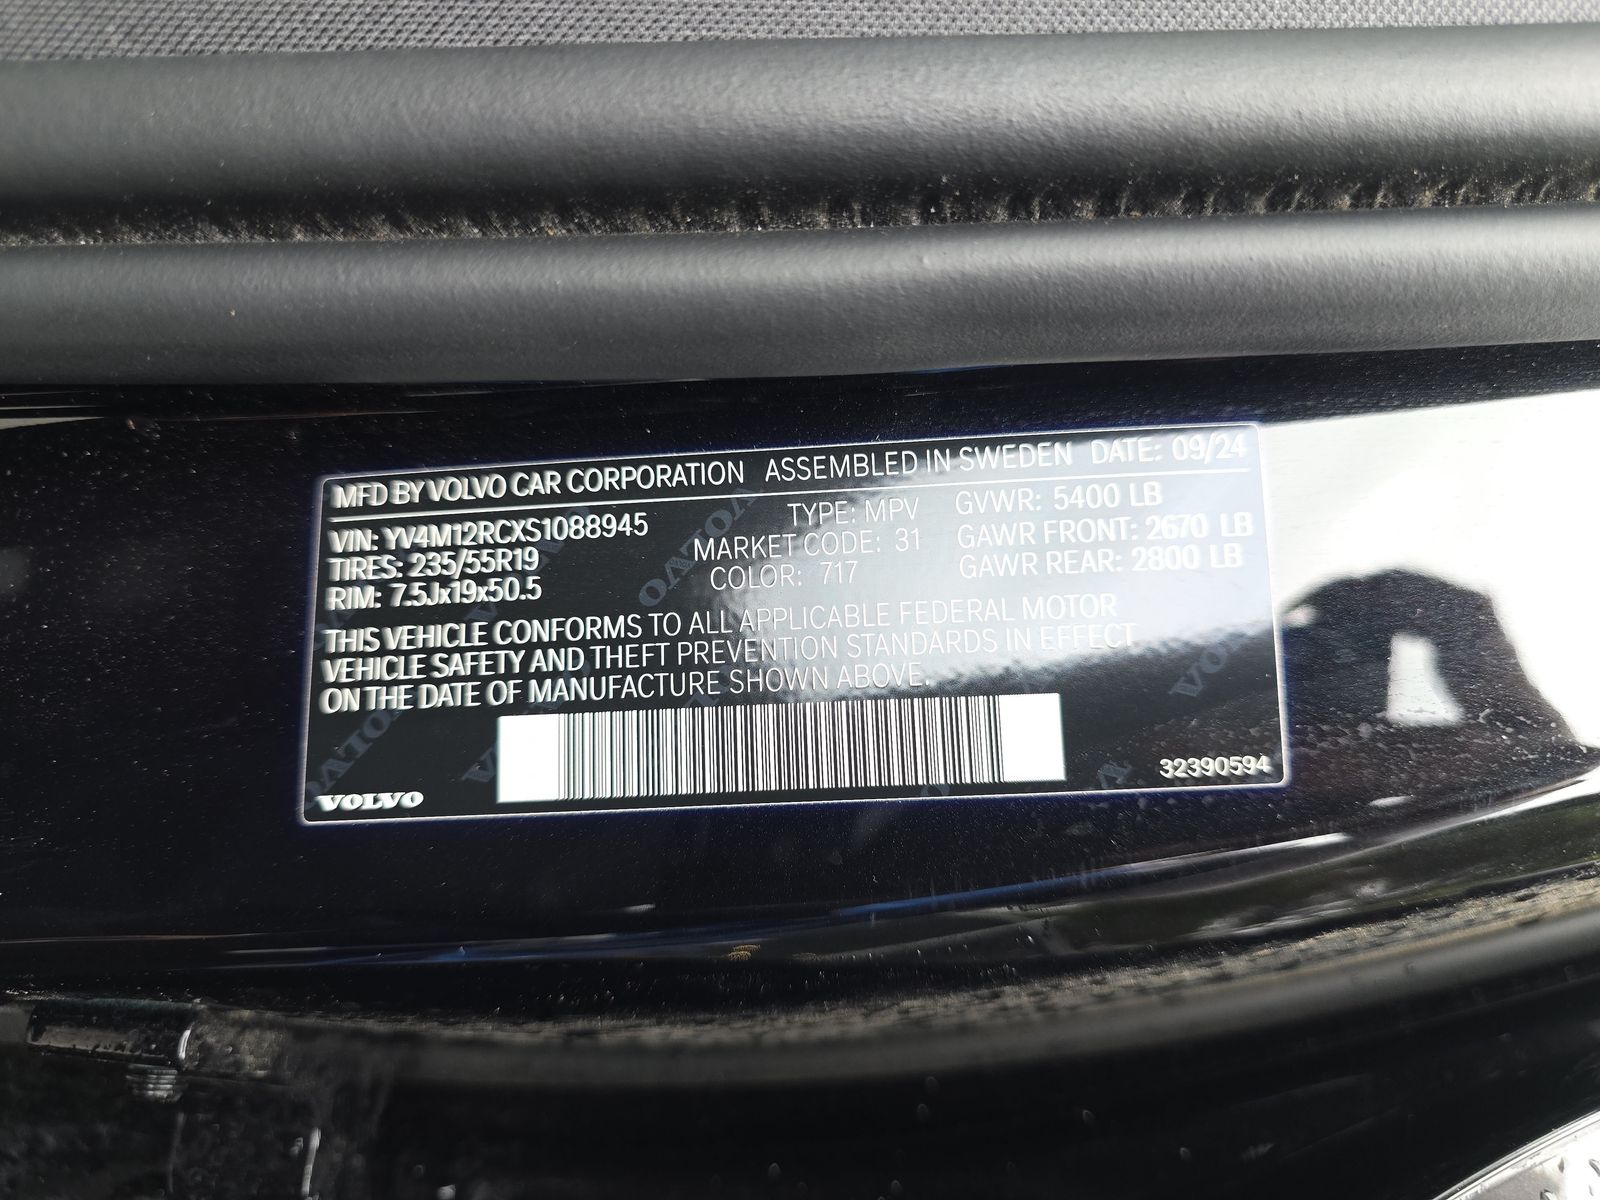 MFD BY VOLVO CAR CORPORATION ASSEMBLED IN SWEDEN DATE: 09/24
VIN: YV4M12RCXS1088945 TYPE: MPV GVWR: 5400 LB
TIRES: 235/55R19 MARKET CODE: 31 GAWR FRONT: 2670 LB
RIM: 7.5Jx19x50.5 COLOR: 717 GAWR REAR: 2800 LB
THIS VEHICLE CONFORMS TO ALL APPLICABLE FEDERAL MOTOR
VEHICLE SAFETY AND THEFT PREVENTION STANDARDS IN EFFECT
ON THE DATE OF MANUFACTURE SHOWN ABOVE.
VOLVO 32390594